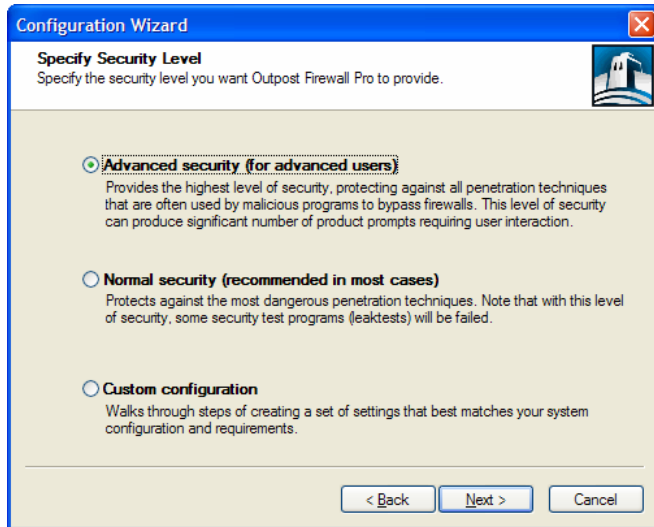 Configuration Wizard
Specify Security Level
Specify the security level you want Outpost Firewall Pro to provide.
Advanced security (for advanced users)
Provides the highest level of security, protecting against all penetration techniques
that are often used by malicious programs to bypass firewalls. This level of security
can produce significant number of product prompts requiring user interaction.
Normal security (recommended in most cases)
Protects against the most dangerous penetration techniques. Note that with this level
of security, some security test programs (leaktests) will be failed.
Custom configuration
Walks through steps of creating a set of settings that best matches your system
configuration and requirements.
< Back Next > Cancel